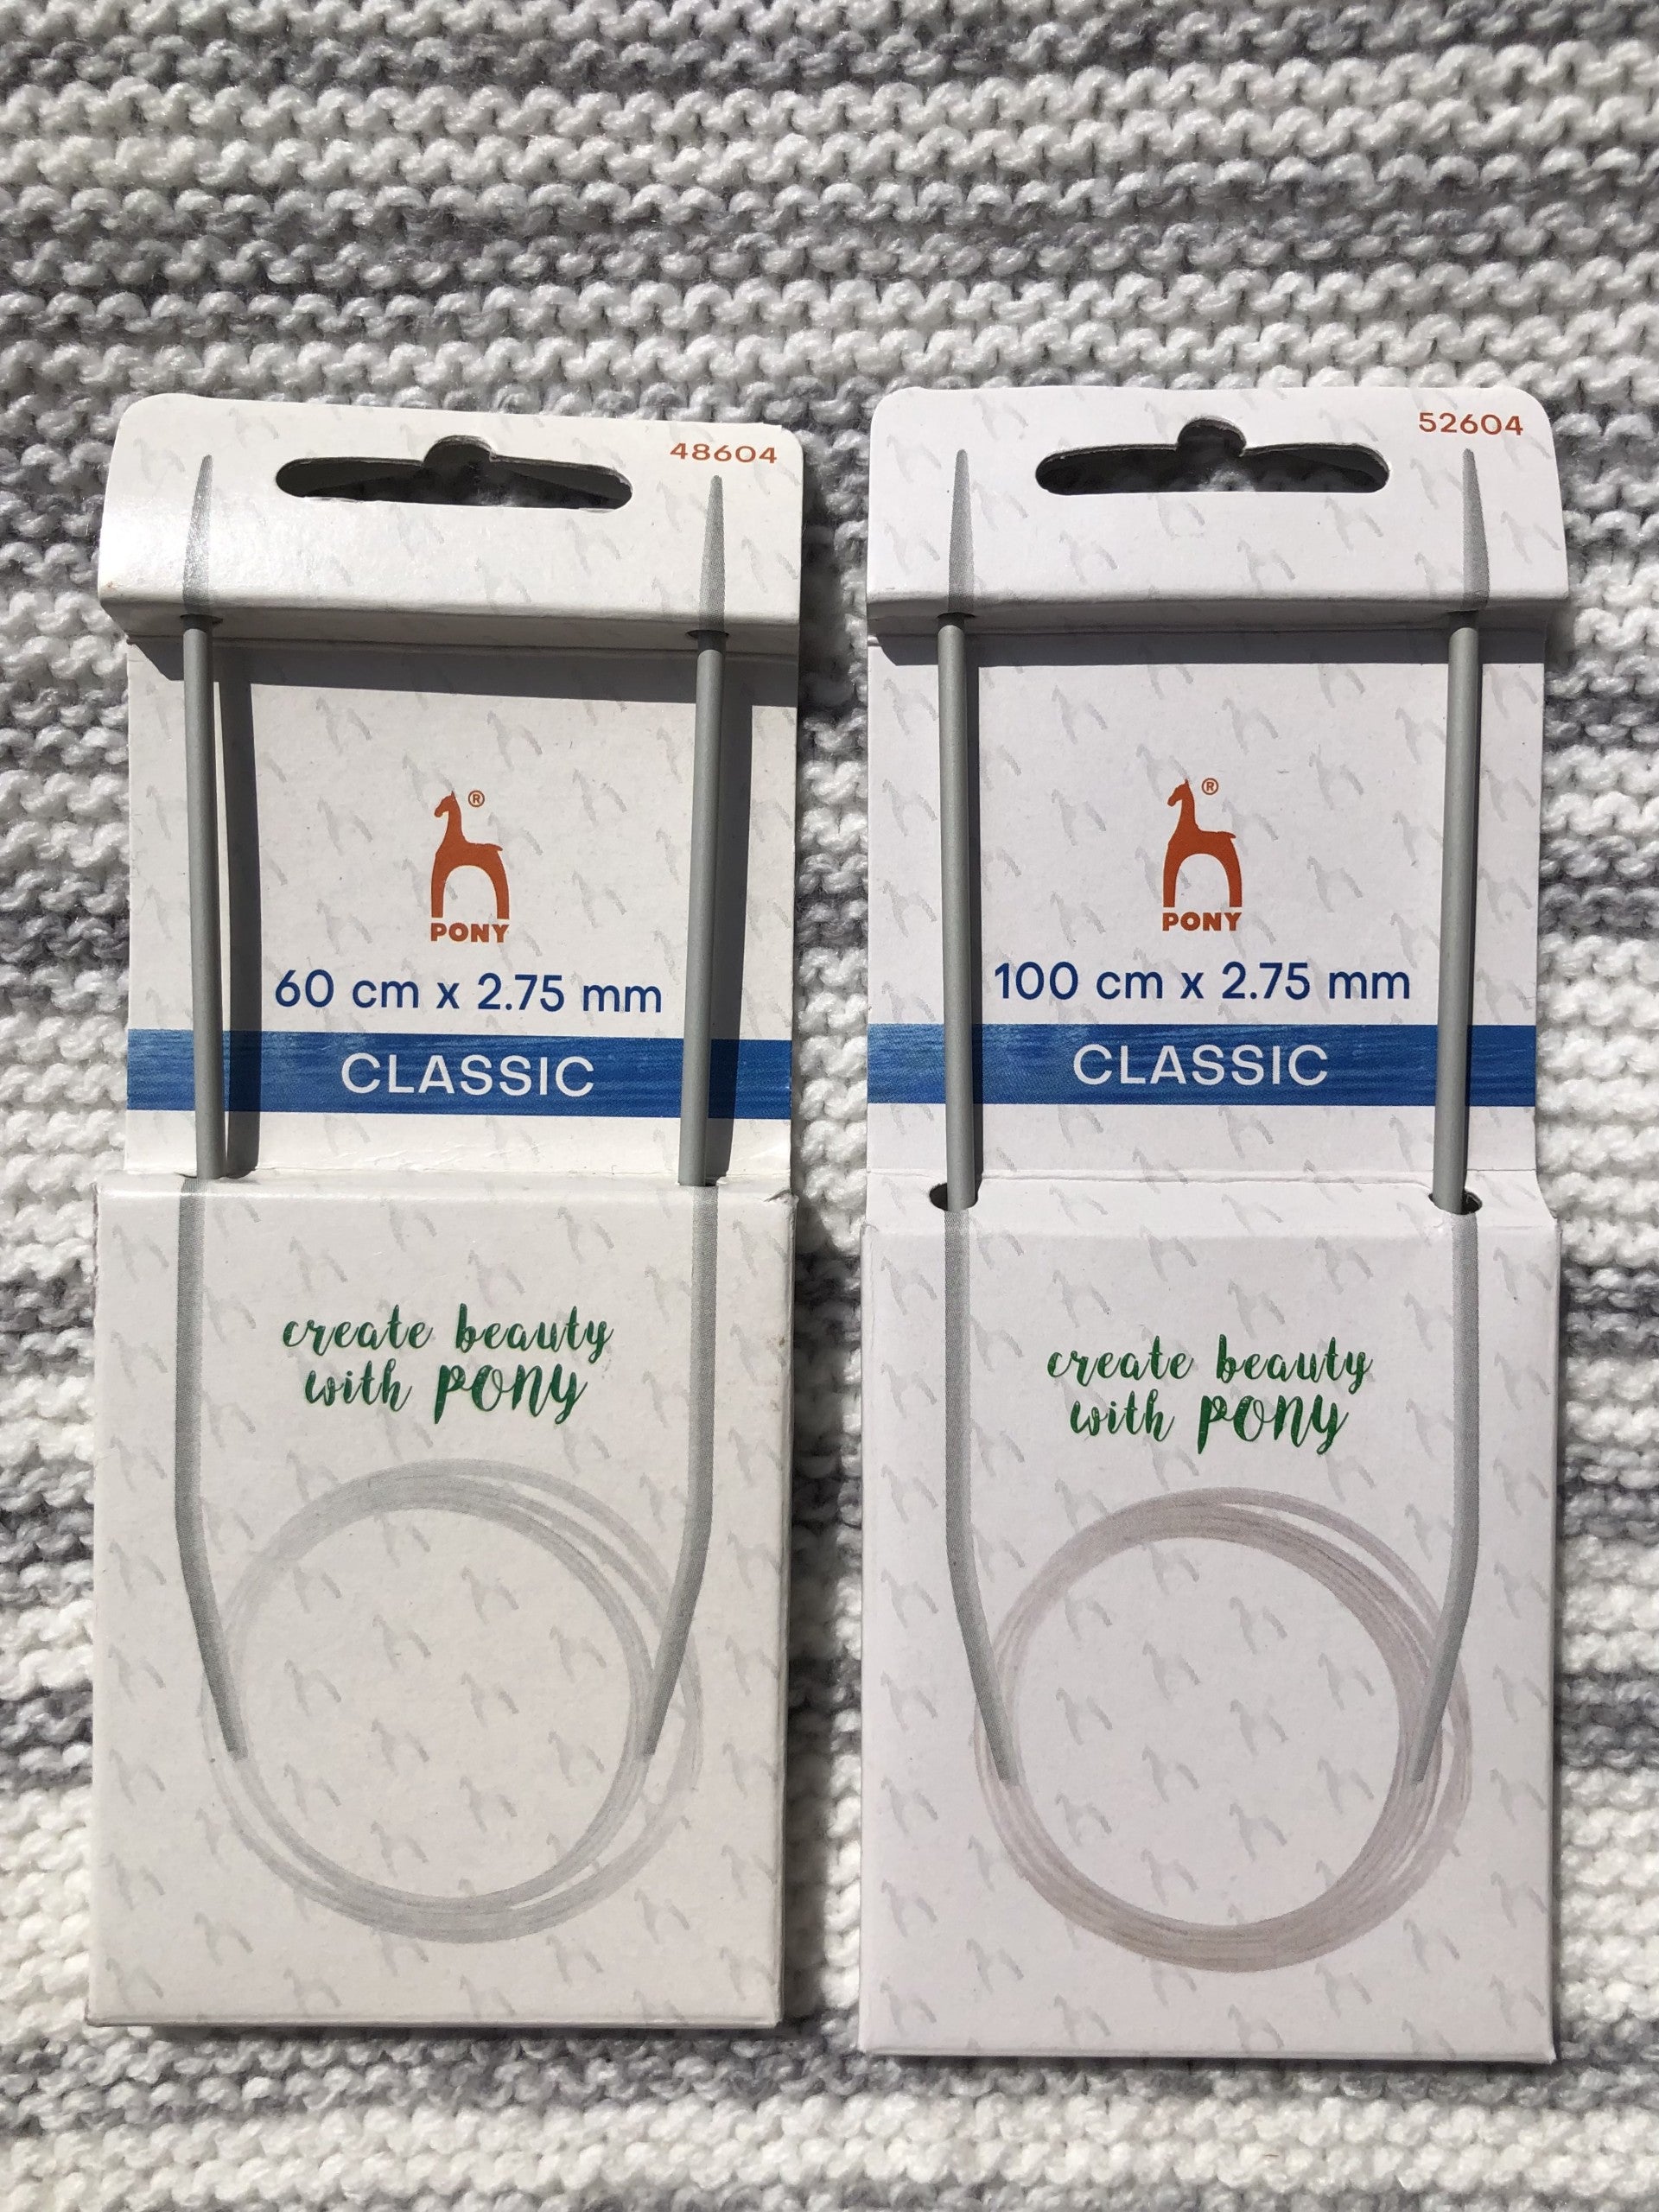 48604
®
PONY
60 cm x 2.75 mm
CLASSIC
create beauty
with PONY
52604
®
PONY
100 cm x 2.75 mm
CLASSIC
create beauty
with PONY